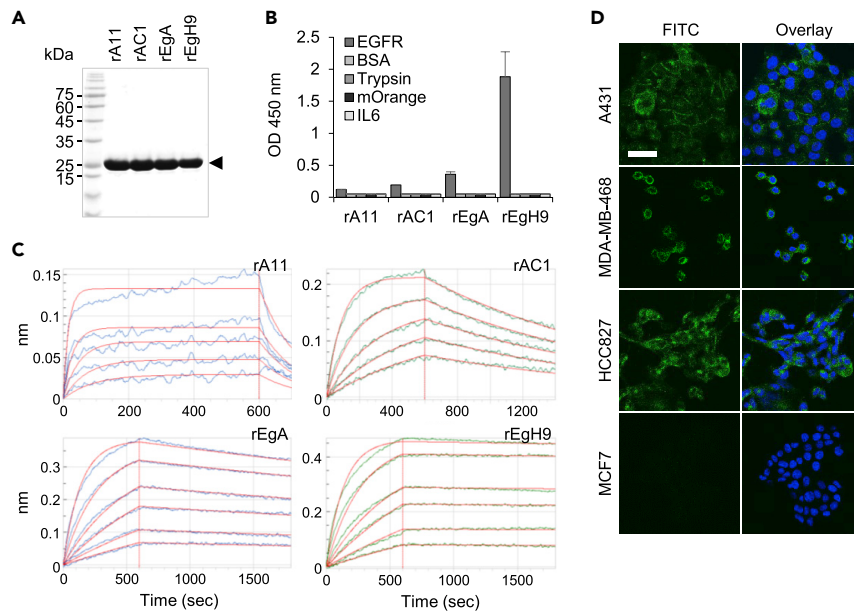 A
kDa
rA11
rAC1
rEgA
rEgH9
75
60
45
35
25
15
B
OD 450 nm
2.5
2
1.5
1
0.5
0
EGFR
BSA
Trypsin
mOrange
IL6
rA11 rAC1 rEgA rEgH9
C
rA11
nm
0.15
0.1
0.05
0
0 200 400 600
rAC1
0.2
0.1
0
0 400 800 1200
rEgA
nm
0.3
0.2
0.1
0
0 500 1000 1500
Time (sec)
rEgH9
0.4
0.3
0.2
0.1
0
0 500 1000 1500
Time (sec)
D
FITC Overlay
A431
MDA-MB-468
HCC827
MCF7